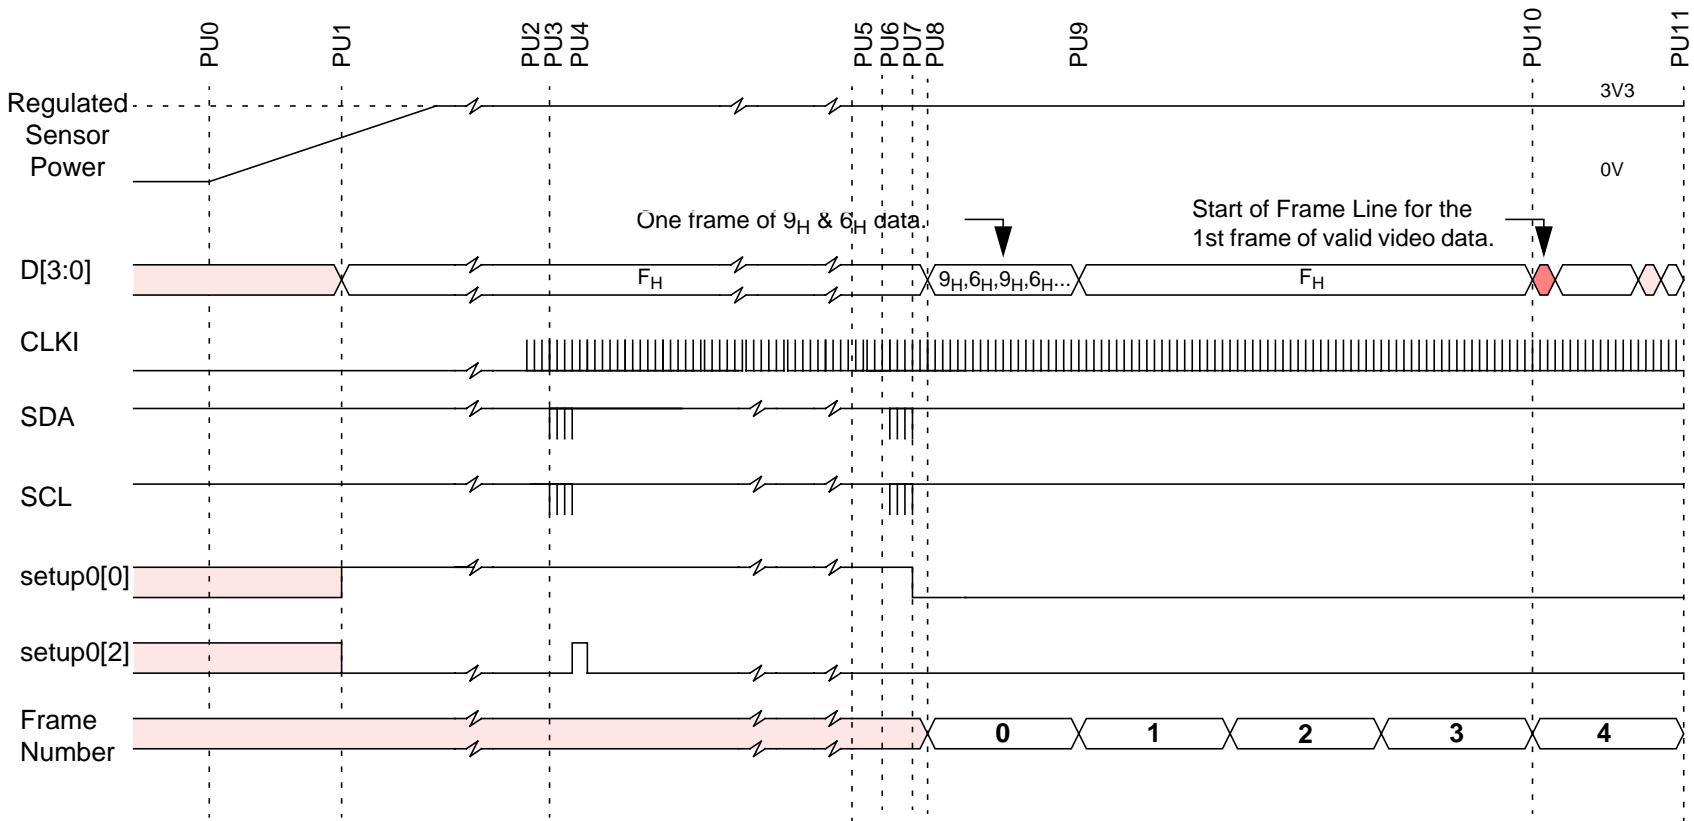 PU0 PU1 PU2 PU3 PU4 PU5 PU6 PU7 PU8 PU9 PU10 PU11
Regulated
Sensor
Power
3V3
0V
One frame of 9H & 6H data.
Start of Frame Line for the
1st frame of valid video data.
D[3:0]
FH
9H,6H,9H,6H...
FH
CLKI
SDA
SCL
setup0[0]
setup0[2]
Frame
Number
0 1 2 3 4